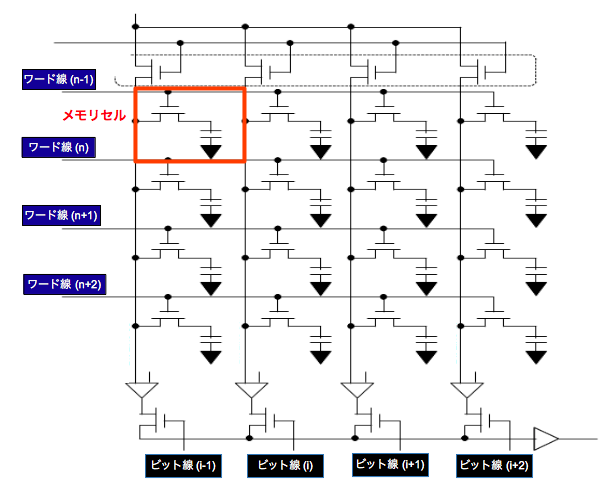 ワード線 (n-1)
メモリセル
ワード線 (n)
ワード線 (n+1)
ワード線 (n+2)
ビット線 (i-1)
ビット線 (i)
ビット線 (i+1)
ビット線 (i+2)